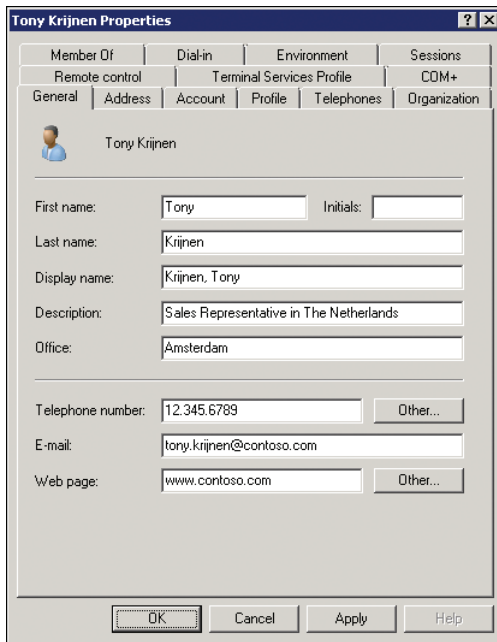 Tony Krijnen Properties
Member Of Dial-in Environment Sessions
Remote control Terminal Services Profile COM+
General Address Account Profile Telephones Organization
Tony Krijnen
First name: Tony Initials:
Last name: Krijnen
Display name: Krijnen, Tony
Description: Sales Representative in The Netherlands
Office: Amsterdam
Telephone number: 12.345.6789 Other...
E-mail: tony.krijnen@contoso.com
Web page: www.contoso.com Other...
OK Cancel Apply Help